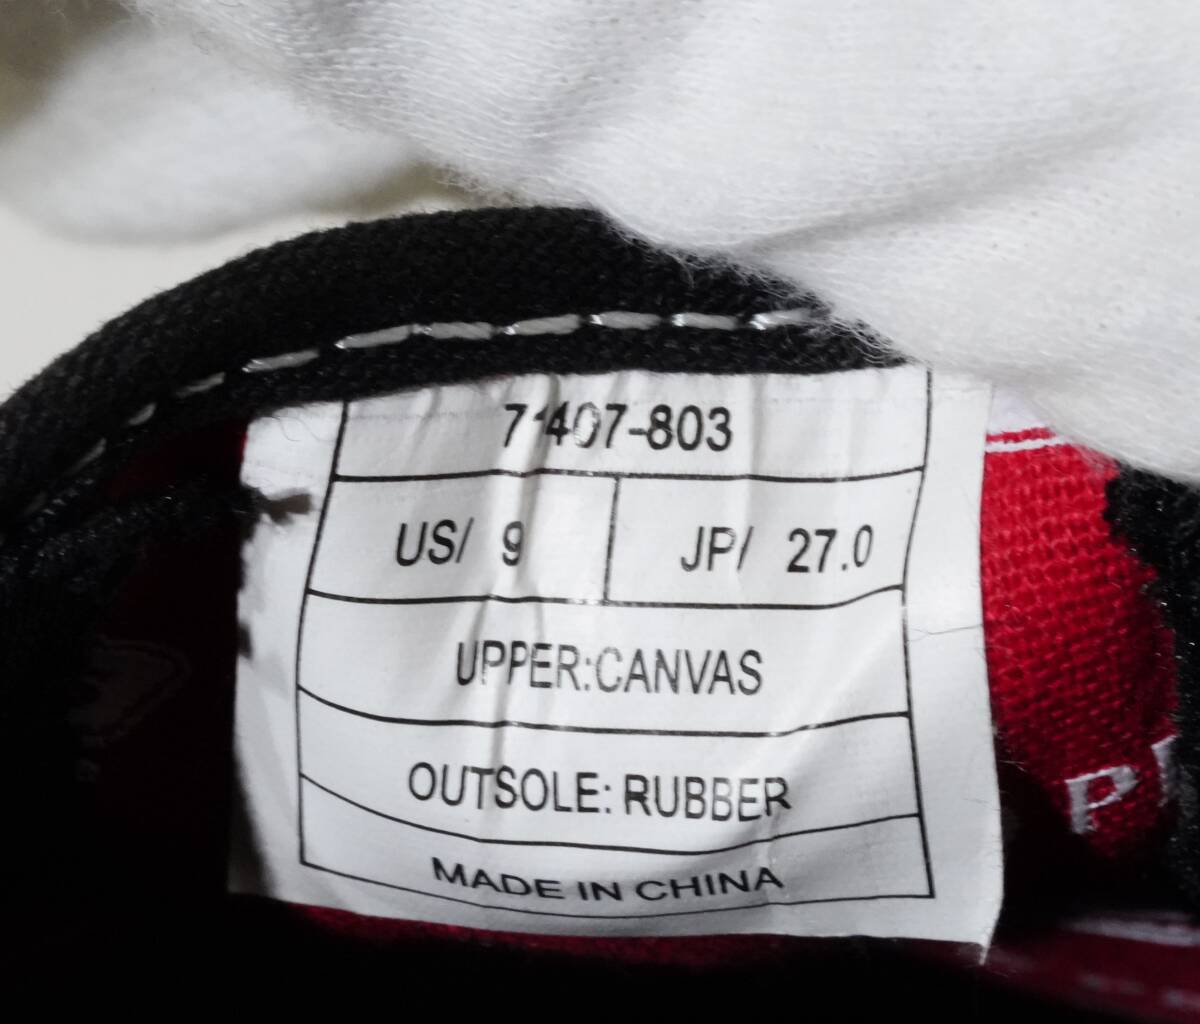 71407-803
US/ 9 JP/ 27.0
UPPER:CANVAS
OUTSOLE: RUBBER
MADE IN CHINA